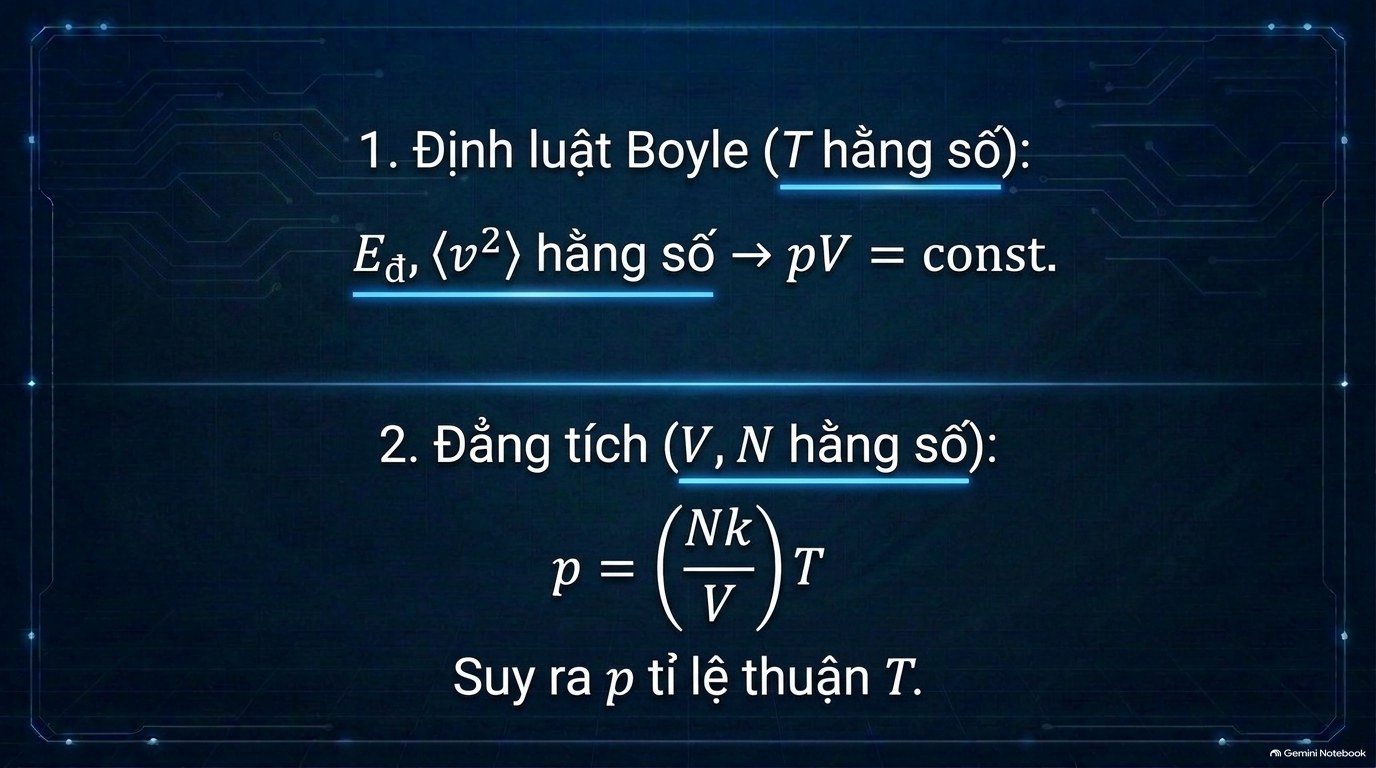 1. Định luật Boyle (T hằng số):
E_đ, ⟨v²⟩ hằng số → pV = const.
2. Đẳng tích (V, N hằng số):
p = (Nk/V) T
Suy ra p tỉ lệ thuận T.
Gemini Notebook